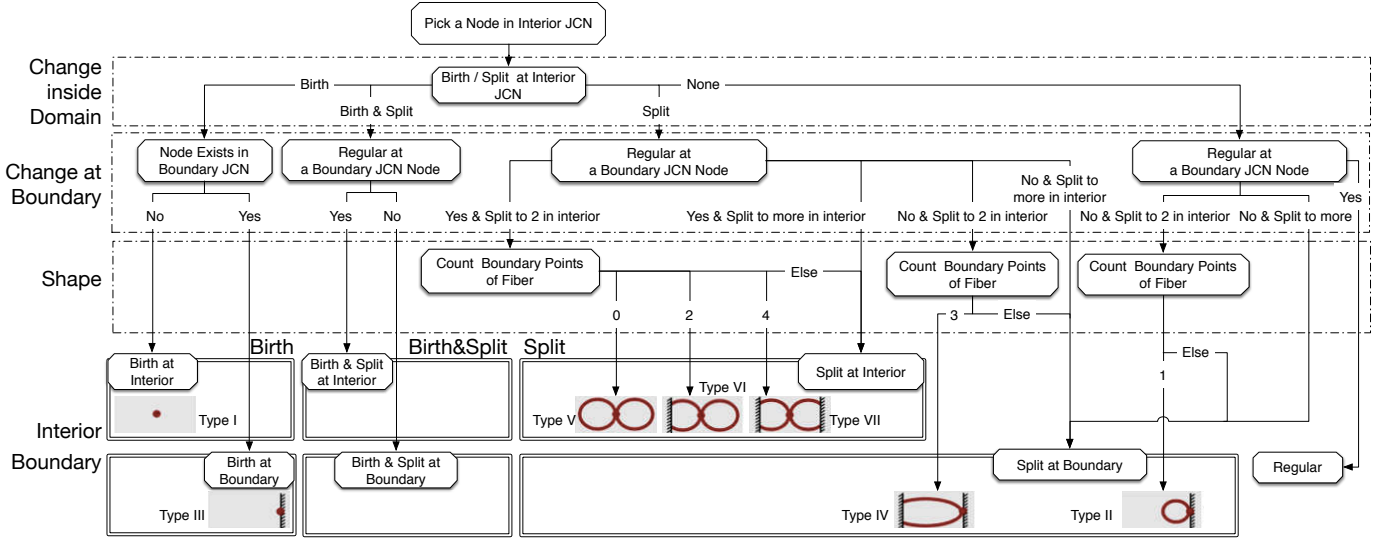 Pick a Node in Interior JCN
Change
inside
Domain
Birth / Split at Interior
JCN
Birth
Birth & Split
Split
None
Change at
Boundary
Node Exists in
Boundary JCN
Regular at
a Boundary JCN Node
Regular at
a Boundary JCN Node
Regular at
a Boundary JCN Node
No
Yes
Yes
No
Yes & Split to 2 in interior
Yes & Split to more in interior
No & Split to 2 in interior
No & Split to
more in interior
No & Split to 2 in interior
No & Split to more
Yes
Shape
Count Boundary Points
of Fiber
Count Boundary Points
of Fiber
Count Boundary Points
of Fiber
0
2
4
Else
3
Else
1
Else
Birth
Birth&Split
Split
Birth at
Interior
Birth & Split
at Interior
Split at Interior
Type I
Type V
Type VI
Type VII
Interior
Boundary
Birth at
Boundary
Birth & Split at
Boundary
Split at Boundary
Regular
Type III
Type IV
Type II